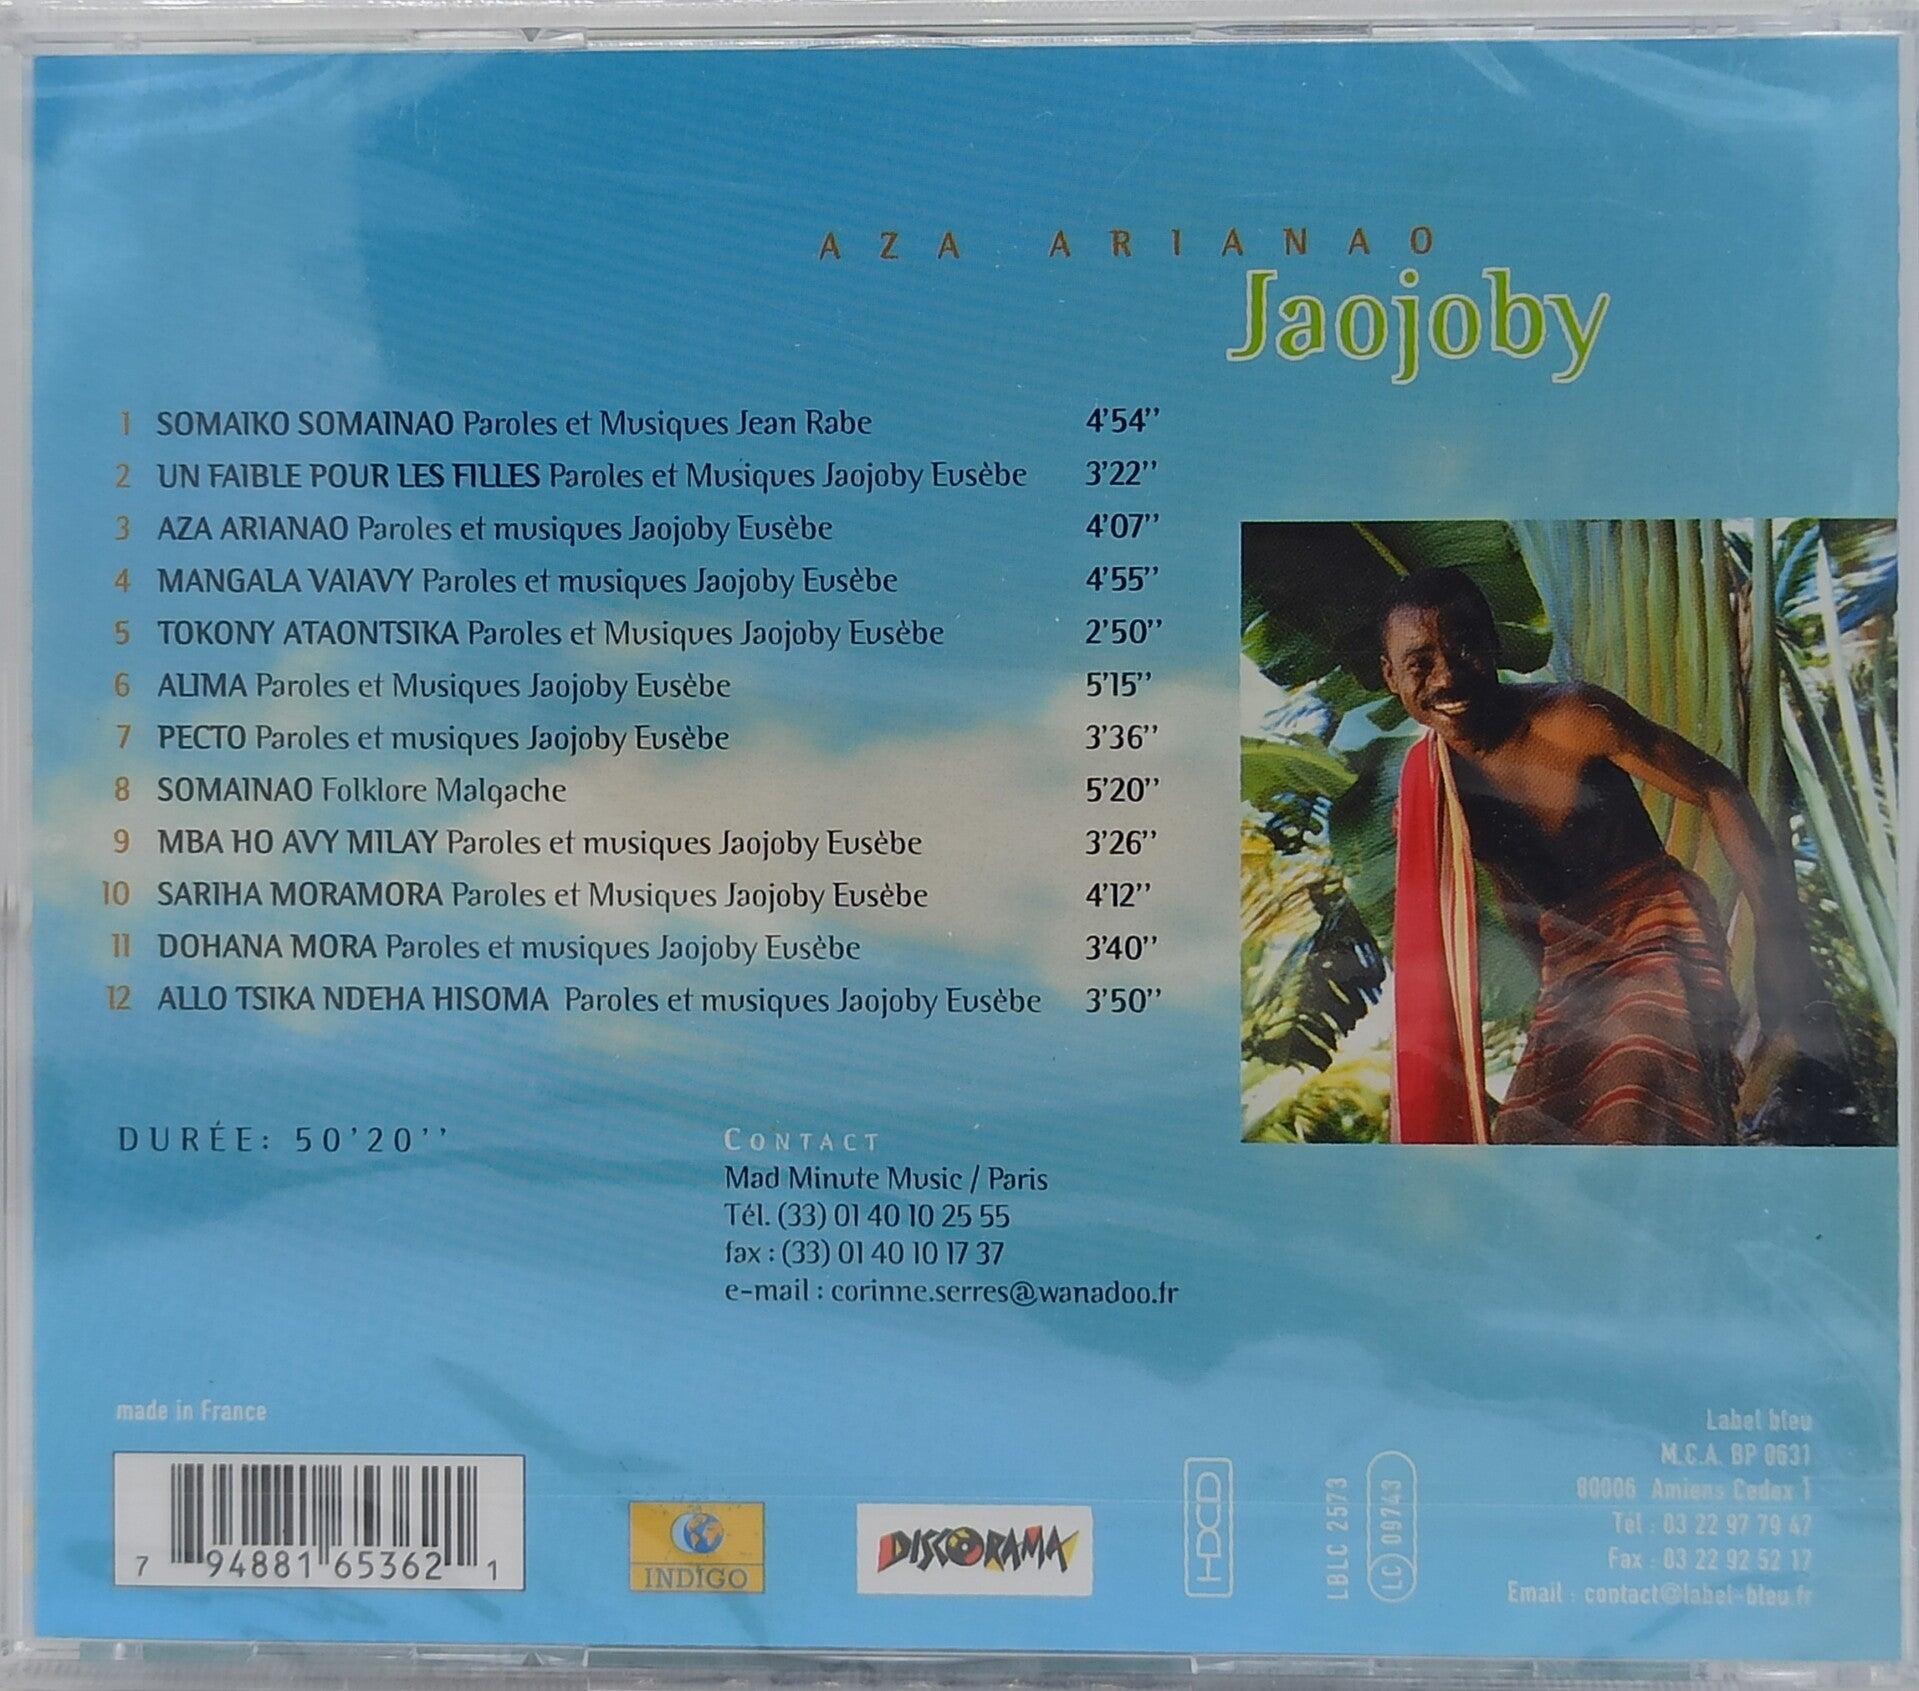 AZA ARIANAO
Jaojoby
1 SOMAIKO SOMAINAO Paroles et Musiques Jean Rabe 4'54''
2 UN FAIBLE POUR LES FILLES Paroles et Musiques Jaojoby Eusèbe 3'22''
3 AZA ARIANAO Paroles et musiques Jaojoby Eusèbe 4'07''
4 MANGALA VAIAVY Paroles et musiques Jaojoby Eusèbe 4'55''
5 TOKONY ATAONTSIKA Paroles et Musiques Jaojoby Eusèbe 2'50''
6 ALIMA Paroles et Musiques Jaojoby Eusèbe 5'15''
7 PECTO Paroles et musiques Jaojoby Eusèbe 3'36''
8 SOMAINAO Folklore Malgache 5'20''
9 MBA HO AVY MILAY Paroles et musiques Jaojoby Eusèbe 3'26''
10 SARIHA MORAMORA Paroles et Musiques Jaojoby Eusèbe 4'12''
11 DOHANA MORA Paroles et musiques Jaojoby Eusèbe 3'40''
12 ALLO TSIKA NDEHA HISOMA Paroles et musiques Jaojoby Eusèbe 3'50''
DURÉE: 50'20''
CONTACT
Mad Minute Music / Paris
Tél. (33) 01 40 10 25 55
fax : (33) 01 40 10 17 37
e-mail : corinne.serres@wanadoo.fr
made in France
7 94881 65362 1
INDIGO
DISCORAMA
HDCD
LBLC 2573
LC 09743
Label bleu
M.C.A. BP 0631
80006 Amiens Cedex 1
Tél : 03 22 97 79 47
Fax : 03 22 92 52 17
Email : contact@label-bleu.fr